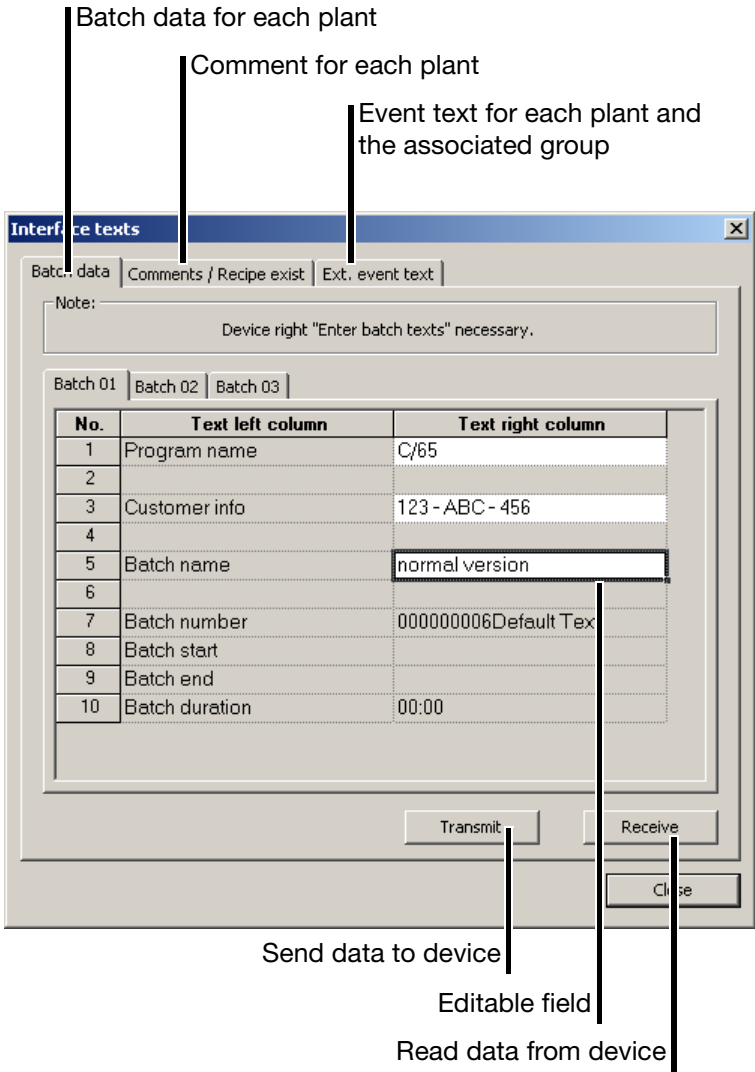 Batch data for each plant
Comment for each plant
Event text for each plant and
the associated group
Interface texts
Batch data Comments / Recipe exist Ext. event text
Note:
Device right "Enter batch texts" necessary.
Batch 01 Batch 02 Batch 03
No. Text left column Text right column
1 Program name C/65
2
3 Customer info 123 - ABC - 456
4
5 Batch name normal version
6
7 Batch number 000000006Default Tex
8 Batch start
9 Batch end
10 Batch duration 00:00
Transmit Receive
Close
Send data to device
Editable field
Read data from device